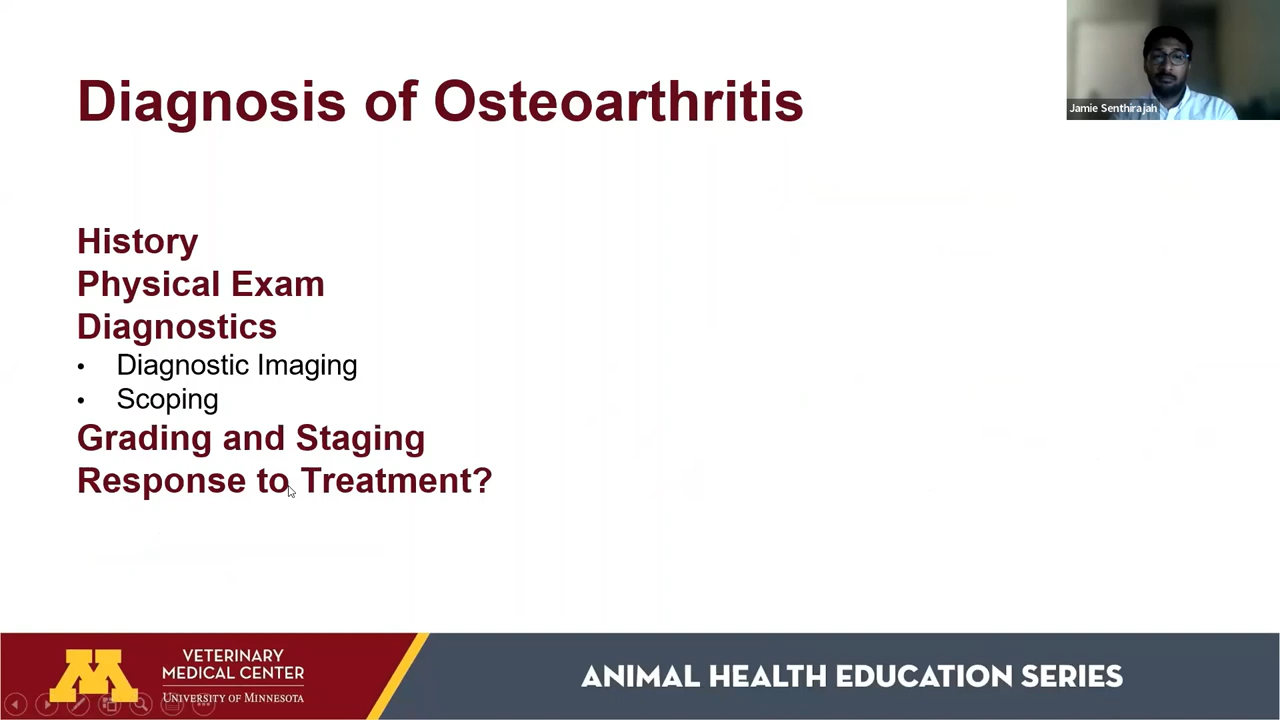 Diagnosis of Osteoarthritis
Jamie Senthirajah
History
Physical Exam
Diagnostics
• Diagnostic Imaging
• Scoping
Grading and Staging
Response to Treatment?
M
VETERINARY
MEDICAL CENTER
UNIVERSITY OF MINNESOTA
ANIMAL HEALTH EDUCATION SERIES